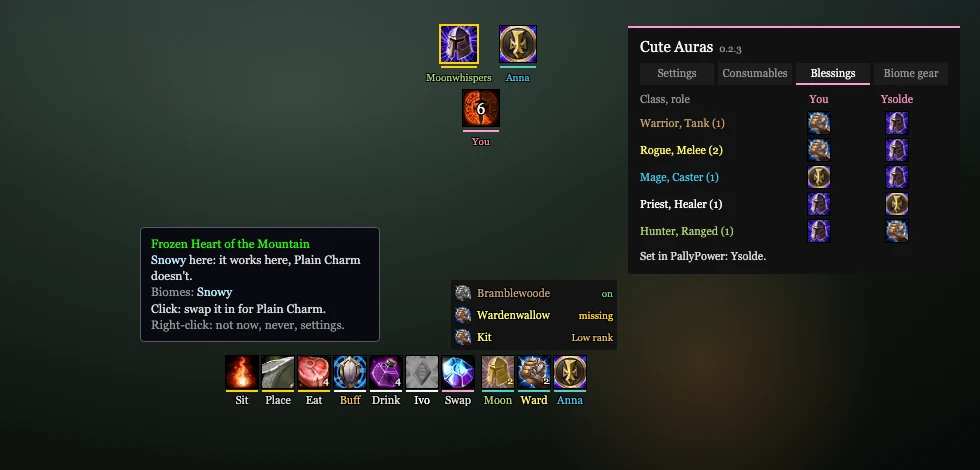 Moonwhispers Anna
6
You
Cute Auras 0.2.3
Settings Consumables Blessings Biome gear
Class, role You Ysolde
Warrior, Tank (1)
Rogue, Melee (2)
Mage, Caster (1)
Priest, Healer (1)
Hunter, Ranged (1)
Set in PallyPower: Ysolde.
Frozen Heart of the Mountain
Snowy here: it works here, Plain Charm
doesn't.
Biomes: Snowy
Click: swap it in for Plain Charm.
Right-click: not now, never, settings.
Bramblewoode on
Wardenwallow missing
Kit Low rank
4 4 2 2
Sit Place Eat Buff Drink Ivo Swap Moon Ward Anna